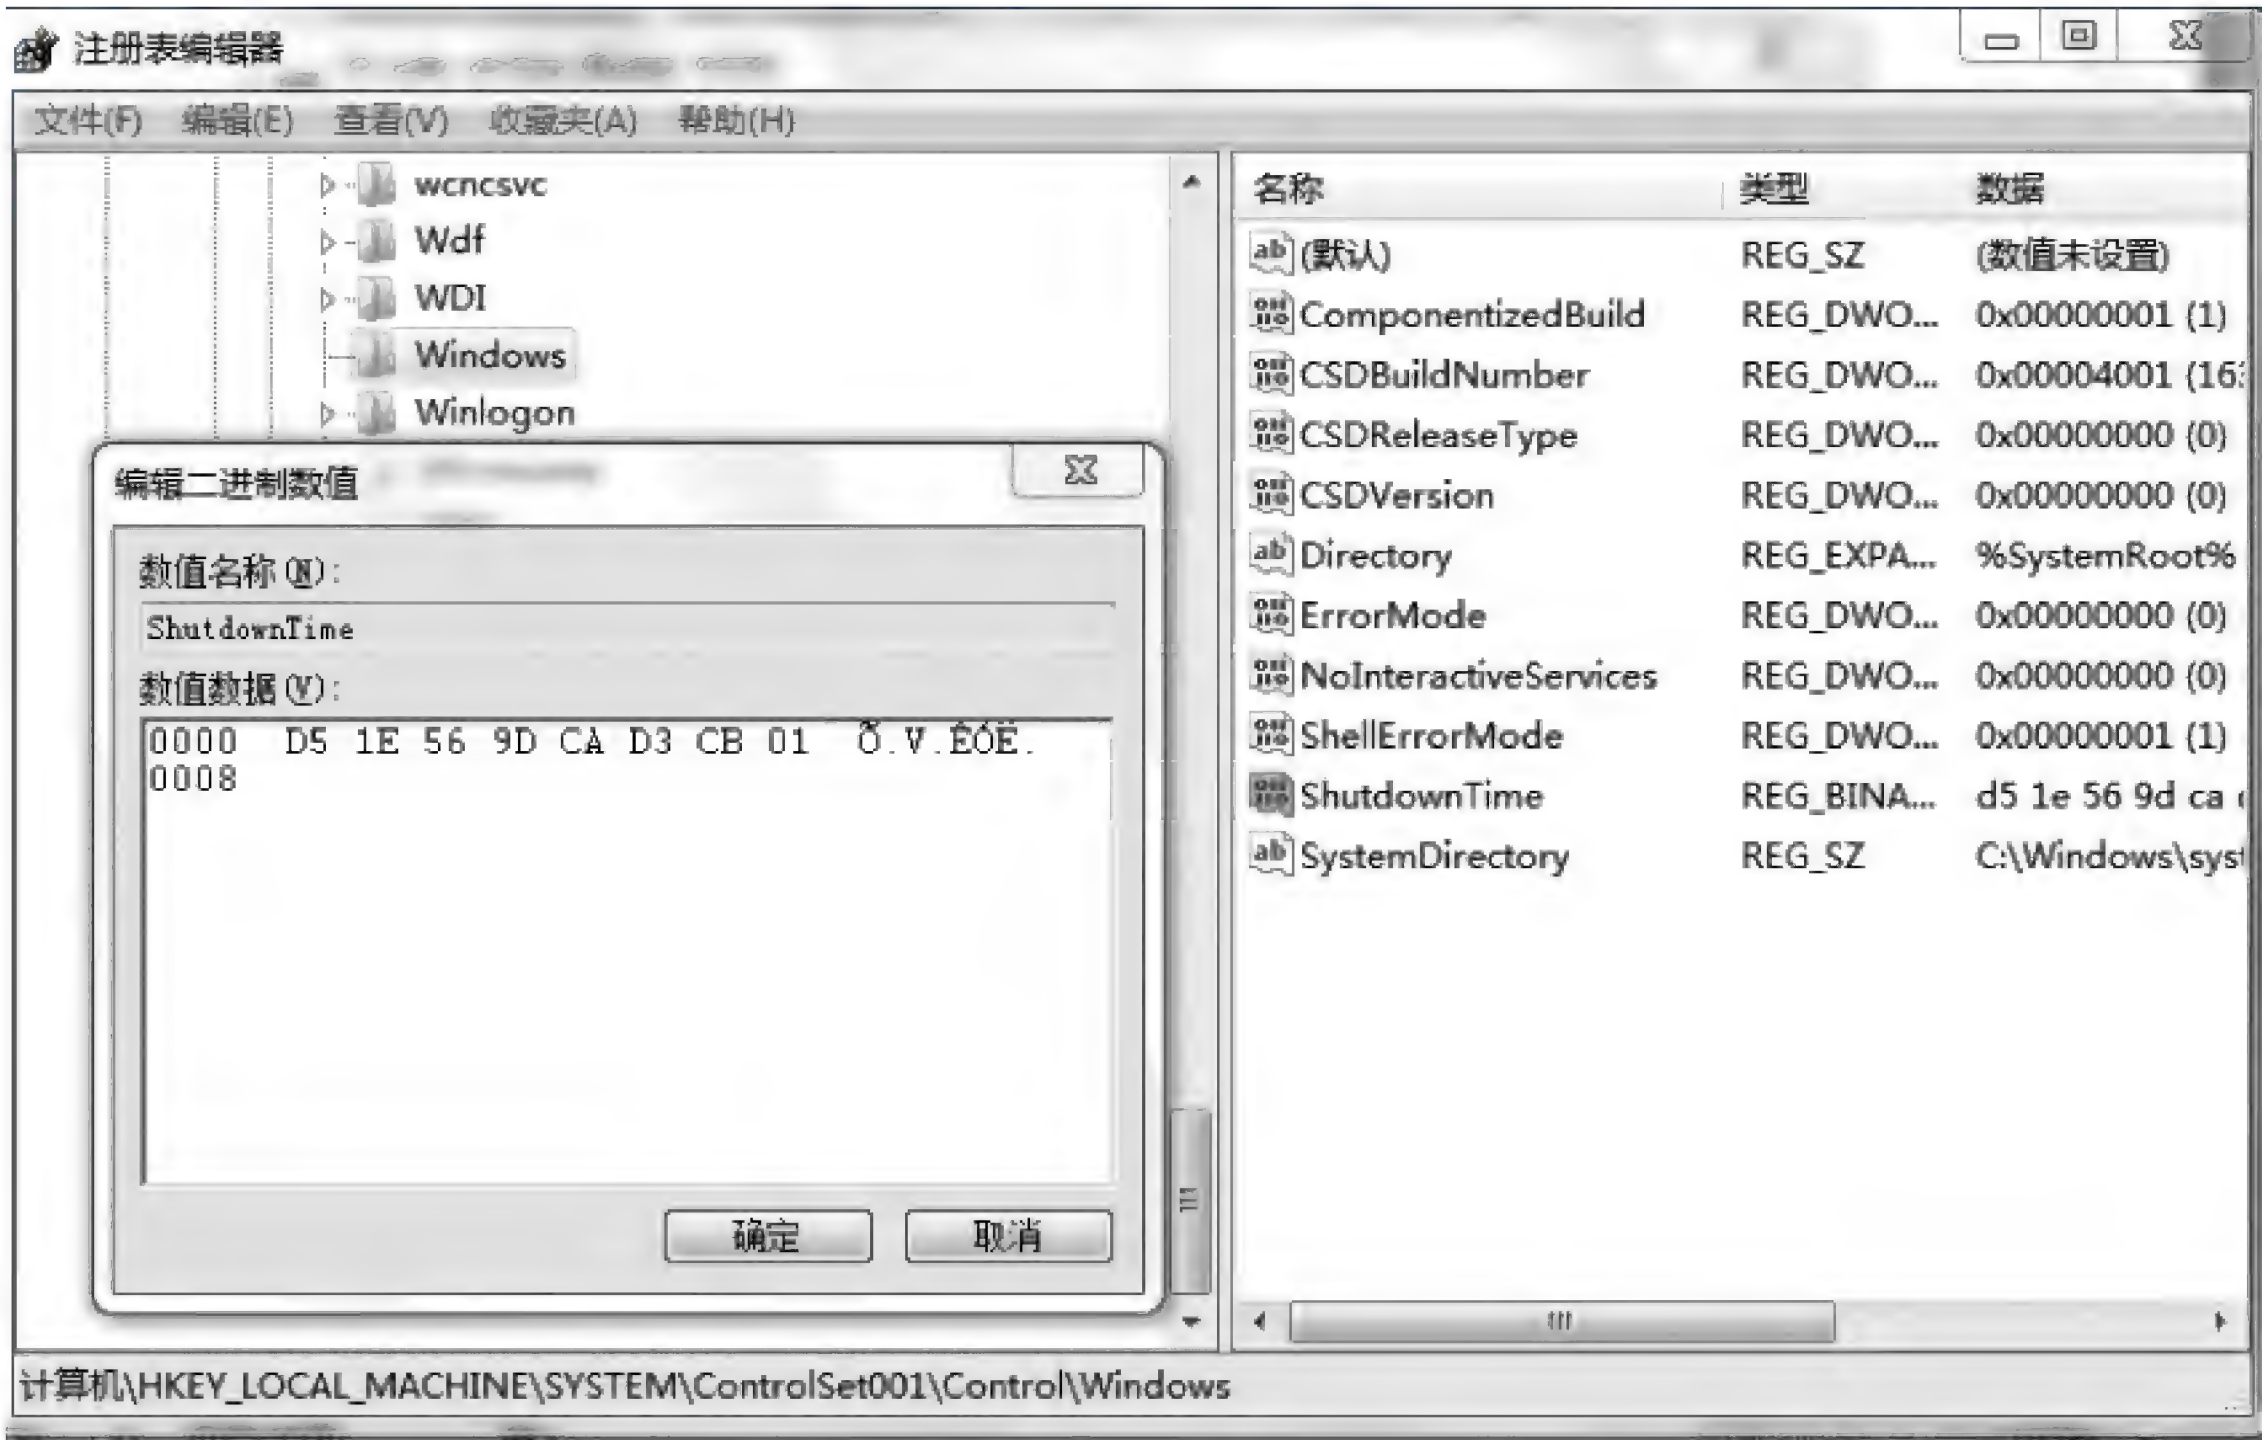 注册表编辑器
文件(F) 编辑(E) 查看(V) 收藏夹(A) 帮助(H)
wcncsvc
Wdf
WDI
Windows
Winlogon
编辑二进制数值
数值名称(N):
ShutdownTime
数值数据(V):
0000 D5 1E 56 9D CA D3 CB 01 Õ.V.ÊÓË.
0008
确定 取消
名称 类型 数据
(默认) REG_SZ (数值未设置)
ComponentizedBuild REG_DWO... 0x00000001 (1)
CSDBuildNumber REG_DWO... 0x00004001 (16
CSDReleaseType REG_DWO... 0x00000000 (0)
CSDVersion REG_DWO... 0x00000000 (0)
Directory REG_EXPA... %SystemRoot%
ErrorMode REG_DWO... 0x00000000 (0)
NoInteractiveServices REG_DWO... 0x00000000 (0)
ShellErrorMode REG_DWO... 0x00000001 (1)
ShutdownTime REG_BINA... d5 1e 56 9d ca
SystemDirectory REG_SZ C:\Windows\syst
计算机\HKEY_LOCAL_MACHINE\SYSTEM\ControlSet001\Control\Windows